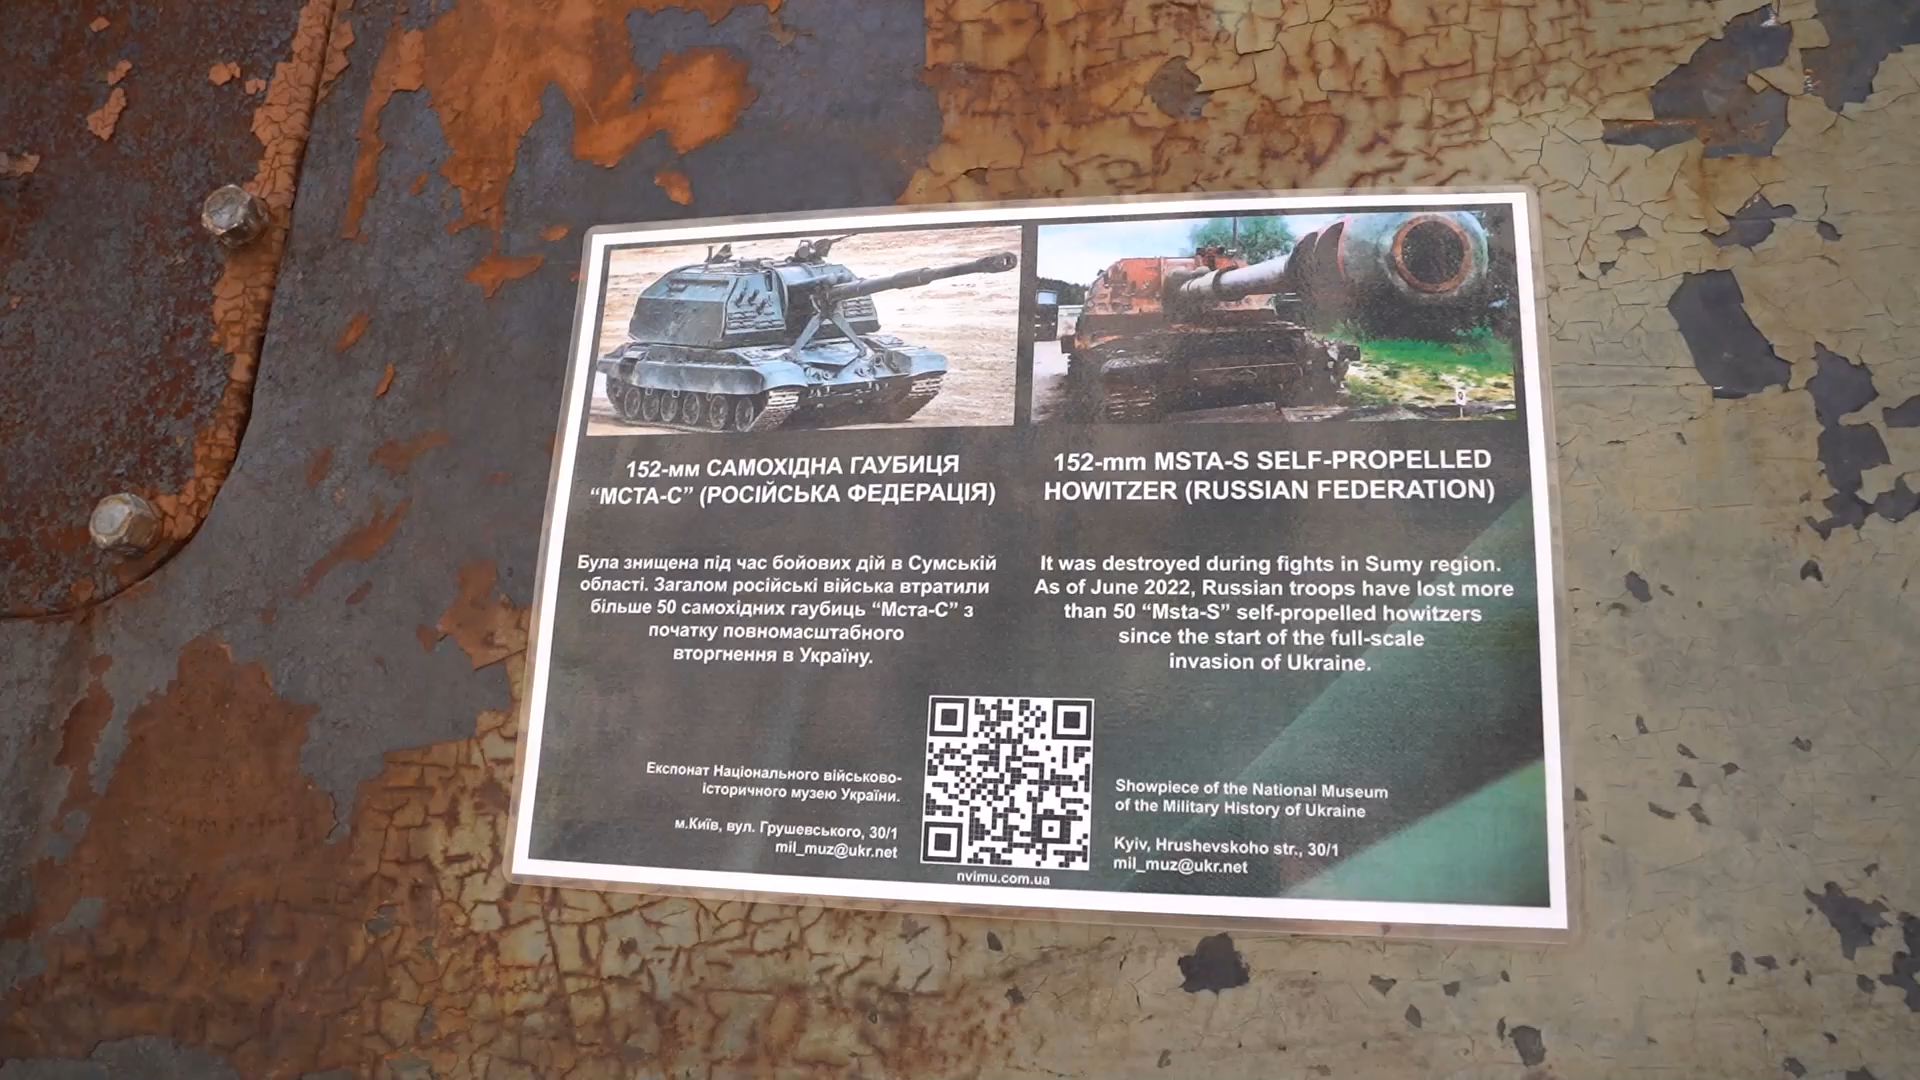 152-мм САМОХІДНА ГАУБИЦЯ
“МСТА-С” (РОСІЙСЬКА ФЕДЕРАЦІЯ)
Була знищена під час бойових дій в Сумській
області. Загалом російські війська втратили
більше 50 самохідних гаубиць “Мста-С” з
початку повномасштабного
вторгнення в Україну.
Експонат Національного військово-
історичного музею України.
м.Київ, вул. Грушевського, 30/1
mil_muz@ukr.net
152-mm MSTA-S SELF-PROPELLED
HOWITZER (RUSSIAN FEDERATION)
It was destroyed during fights in Sumy region.
As of June 2022, Russian troops have lost more
than 50 “Msta-S” self-propelled howitzers
since the start of the full-scale
invasion of Ukraine.
Showpiece of the National Museum
of the Military History of Ukraine
Kyiv, Hrushevskoho str., 30/1
mil_muz@ukr.net
nvimu.com.ua